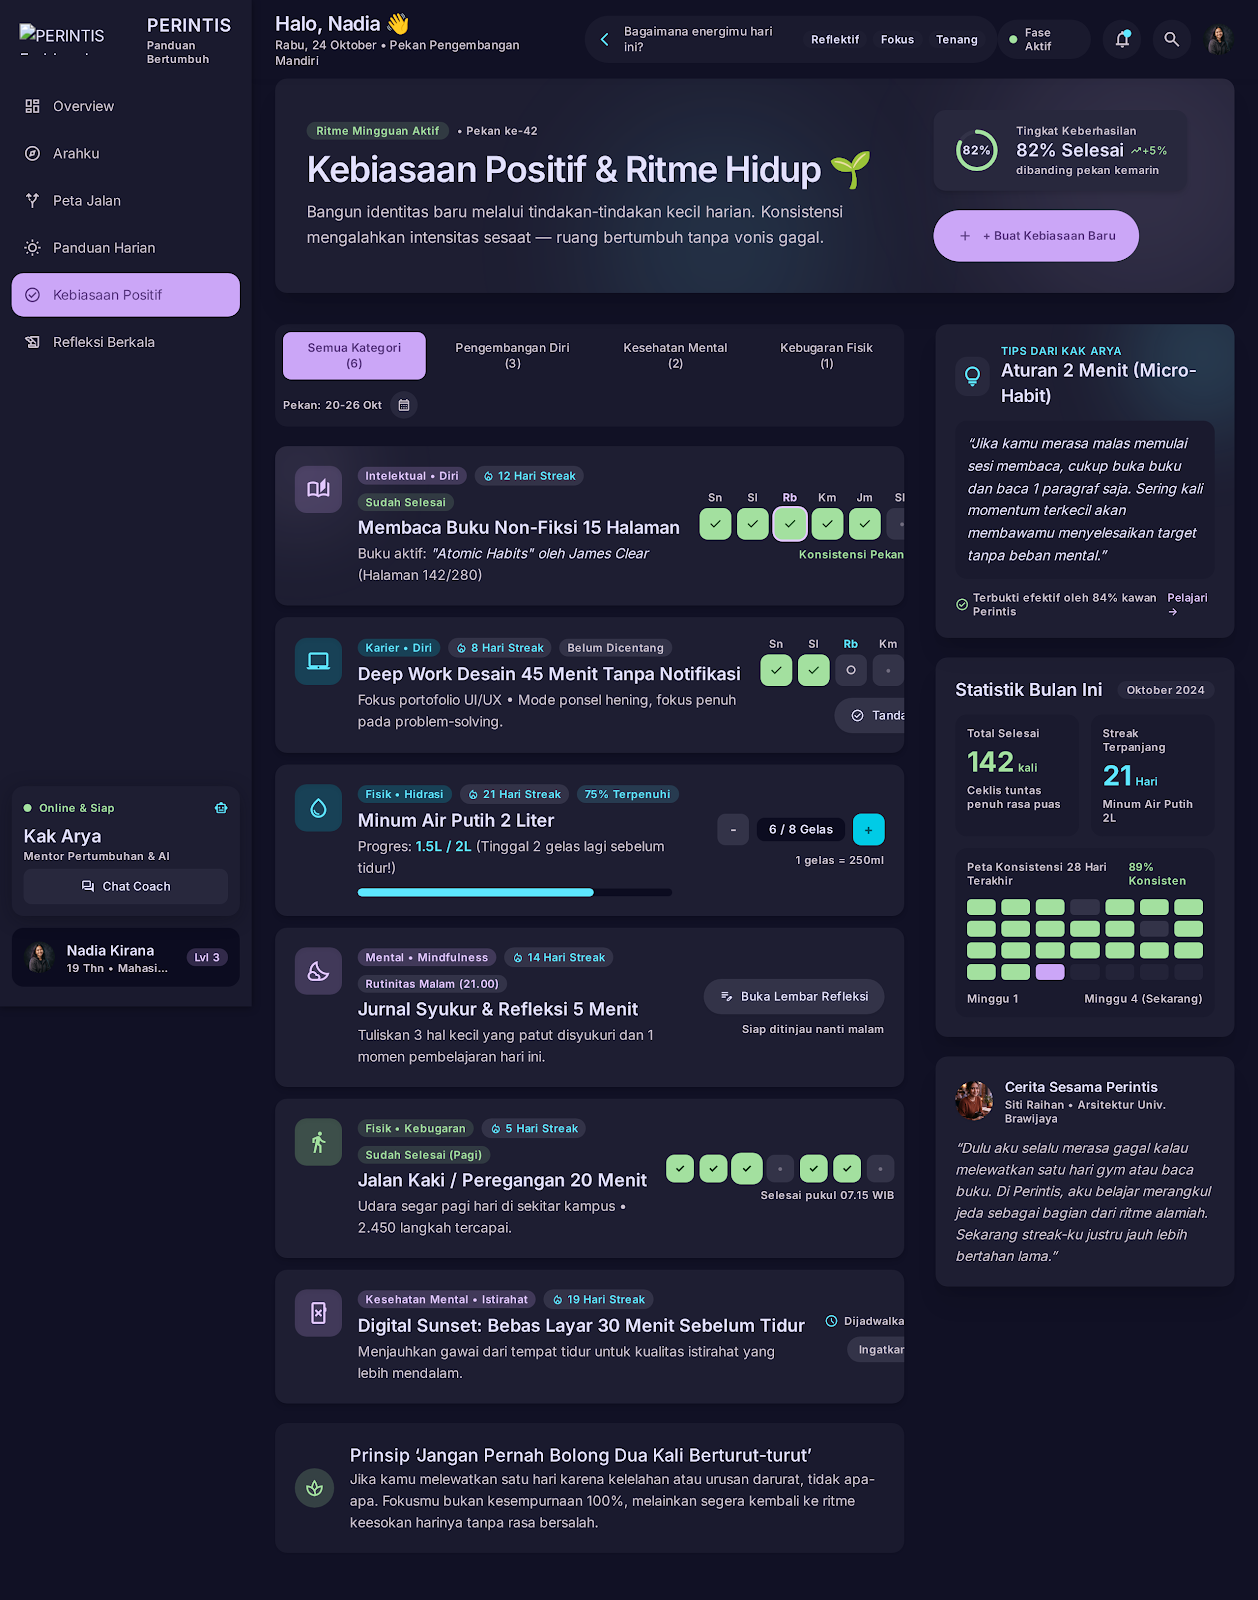 PERINTIS
PERINTIS
Panduan
Bertumbuh
Overview
Arahku
Peta Jalan
Panduan Harian
Kebiasaan Positif
Refleksi Berkala
Online & Siap
Kak Arya
Mentor Pertumbuhan & AI
Chat Coach
Nadia Kirana
19 Thn • Mahasi...
Lvl 3
Halo, Nadia 👋
Rabu, 24 Oktober • Pekan Pengembangan
Mandiri
Bagaimana energimu hari
ini?
Reflektif
Fokus
Tenang
Fase
Aktif
Ritme Mingguan Aktif
• Pekan ke-42
Kebiasaan Positif & Ritme Hidup 🌱
Bangun identitas baru melalui tindakan-tindakan kecil harian. Konsistensi
mengalahkan intensitas sesaat — ruang bertumbuh tanpa vonis gagal.
82%
Tingkat Keberhasilan
82% Selesai +5%
dibanding pekan kemarin
+ Buat Kebiasaan Baru
Semua Kategori
(6)
Pengembangan Diri
(3)
Kesehatan Mental
(2)
Kebugaran Fisik
(1)
Pekan: 20-26 Okt
Intelektual • Diri
12 Hari Streak
Sudah Selesai
Membaca Buku Non-Fiksi 15 Halaman
Buku aktif: "Atomic Habits" oleh James Clear
(Halaman 142/280)
Sn Sl Rb Km Jm
Konsistensi Pekan
Karier • Diri
8 Hari Streak
Belum Dicentang
Deep Work Desain 45 Menit Tanpa Notifikasi
Fokus portofolio UI/UX • Mode ponsel hening, fokus penuh
pada problem-solving.
Sn Sl Rb Km
Tanda
Fisik • Hidrasi
21 Hari Streak
75% Terpenuhi
Minum Air Putih 2 Liter
Progres: 1.5L / 2L (Tinggal 2 gelas lagi sebelum
tidur!)
- 6 / 8 Gelas +
1 gelas = 250ml
Mental • Mindfulness
14 Hari Streak
Rutinitas Malam (21.00)
Jurnal Syukur & Refleksi 5 Menit
Tuliskan 3 hal kecil yang patut disyukuri dan 1
momen pembelajaran hari ini.
Buka Lembar Refleksi
Siap ditinjau nanti malam
Fisik • Kebugaran
5 Hari Streak
Sudah Selesai (Pagi)
Jalan Kaki / Peregangan 20 Menit
Udara segar pagi hari di sekitar kampus •
2.450 langkah tercapai.
Selesai pukul 07.15 WIB
Kesehatan Mental • Istirahat
19 Hari Streak
Digital Sunset: Bebas Layar 30 Menit Sebelum Tidur
Menjauhkan gawai dari tempat tidur untuk kualitas istirahat yang
lebih mendalam.
Dijadwalka
Ingatkan
Prinsip ‘Jangan Pernah Bolong Dua Kali Berturut-turut’
Jika kamu melewatkan satu hari karena kelelahan atau urusan darurat, tidak apa-
apa. Fokusmu bukan kesempurnaan 100%, melainkan segera kembali ke ritme
keesokan harinya tanpa rasa bersalah.
TIPS DARI KAK ARYA
Aturan 2 Menit (Micro-
Habit)
“Jika kamu merasa malas memulai
sesi membaca, cukup buka buku
dan baca 1 paragraf saja. Sering kali
momentum terkecil akan
membawamu menyelesaikan target
tanpa beban mental.”
Terbukti efektif oleh 84% kawan
Perintis
Pelajari
→
Statistik Bulan Ini
Oktober 2024
Total Selesai
142 kali
Ceklis tuntas
penuh rasa puas
Streak
Terpanjang
21 Hari
Minum Air Putih
2L
Peta Konsistensi 28 Hari
Terakhir
89%
Konsisten
Minggu 1
Minggu 4 (Sekarang)
Cerita Sesama Perintis
Siti Raihan • Arsitektur Univ.
Brawijaya
“Dulu aku selalu merasa gagal kalau
melewatkan satu hari gym atau baca
buku. Di Perintis, aku belajar merangkul
jeda sebagai bagian dari ritme alamiah.
Sekarang streak-ku justru jauh lebih
bertahan lama.”